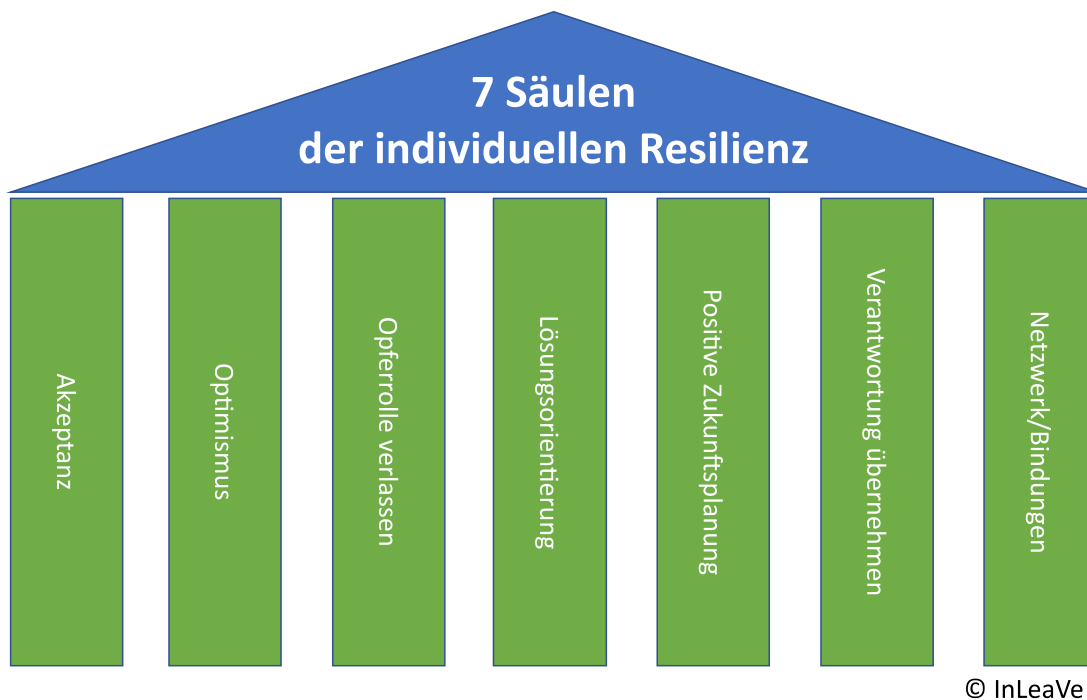 7 Säulen
der individuellen Resilienz
Akzeptanz
Optimismus
Opferrolle verlassen
Lösungsorientierung
Positive Zukunftsplanung
Verantwortung übernehmen
Netzwerk/Bindungen
© InLeaVe